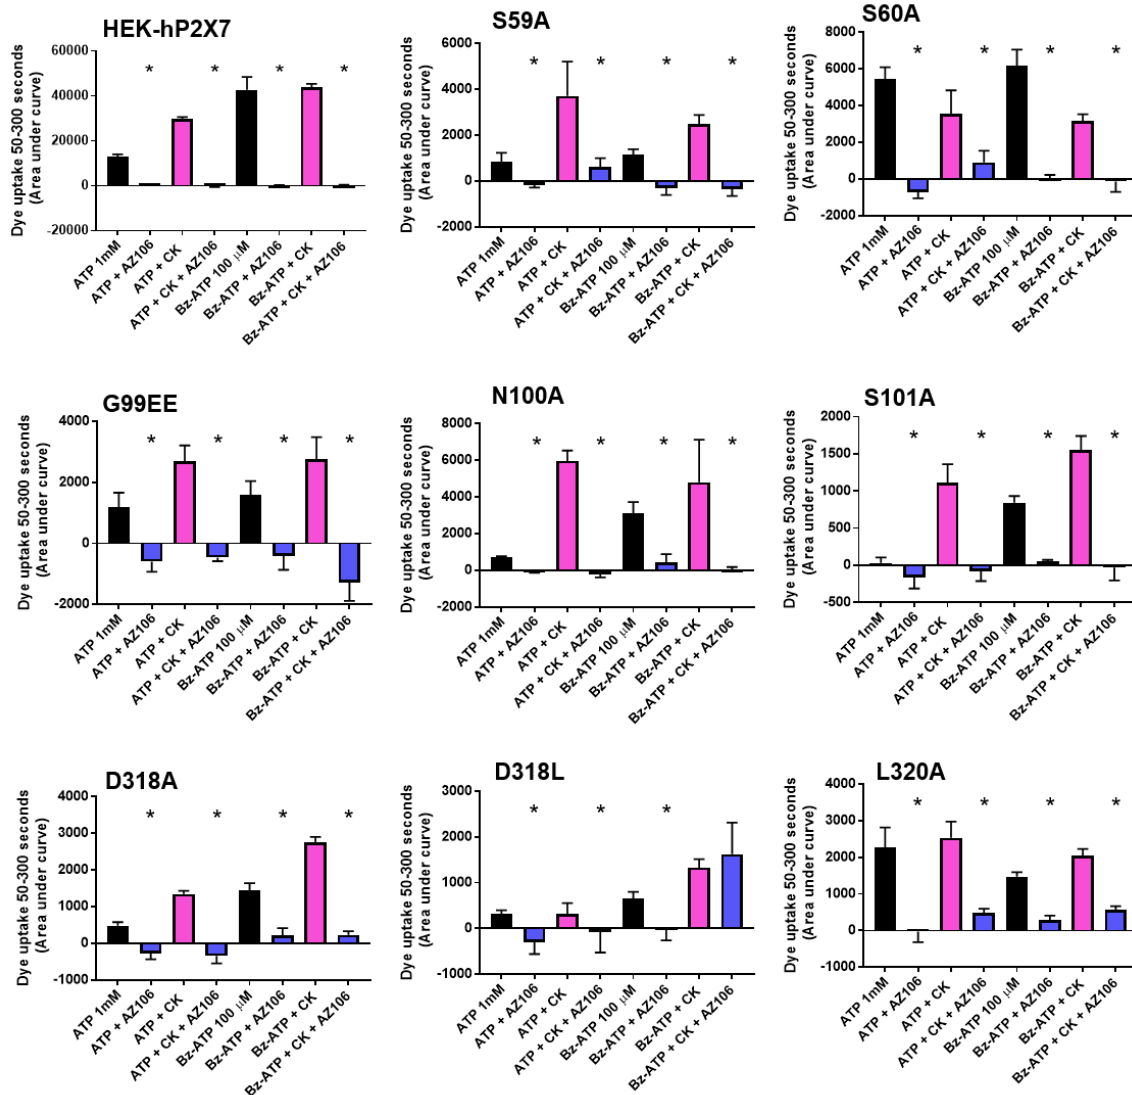 HEK-hP2X7
Dye uptake 50-300 seconds
(Area under curve)
60000
40000
20000
0
-20000
* * * *
ATP 1mM
ATP + AZ106
ATP + CK
ATP + CK + AZ106
Bz-ATP 100 μM
Bz-ATP + AZ106
Bz-ATP + CK
Bz-ATP + CK + AZ106
S59A
Dye uptake 50-300 seconds
(Area under curve)
6000
4000
2000
0
-2000
* * * *
ATP 1mM
ATP + AZ106
ATP + CK
ATP + CK + AZ106
Bz-ATP 100 μM
Bz-ATP + AZ106
Bz-ATP + CK
Bz-ATP + CK + AZ106
S60A
Dye uptake 50-300 seconds
(Area under curve)
8000
6000
4000
2000
0
-2000
* * * *
ATP 1mM
ATP + AZ106
ATP + CK
ATP + CK + AZ106
Bz-ATP 100 μM
Bz-ATP + AZ106
Bz-ATP + CK
Bz-ATP + CK + AZ106
G99EE
Dye uptake 50-300 seconds
(Area under curve)
4000
2000
0
-2000
* * * *
ATP 1mM
ATP + AZ106
ATP + CK
ATP + CK + AZ106
Bz-ATP 100 μM
Bz-ATP + AZ106
Bz-ATP + CK
Bz-ATP + CK + AZ106
N100A
Dye uptake 50-300 seconds
(Area under curve)
8000
6000
4000
2000
0
-2000
* * * *
ATP 1mM
ATP + AZ106
ATP + CK
ATP + CK + AZ106
Bz-ATP 100 μM
Bz-ATP + AZ106
Bz-ATP + CK
Bz-ATP + CK + AZ106
S101A
Dye uptake 50-300 seconds
(Area under curve)
2000
1500
1000
500
0
-500
* * * *
ATP 1mM
ATP + AZ106
ATP + CK
ATP + CK + AZ106
Bz-ATP 100 μM
Bz-ATP + AZ106
Bz-ATP + CK
Bz-ATP + CK + AZ106
D318A
Dye uptake 50-300 seconds
(Area under curve)
4000
3000
2000
1000
0
-1000
* * * *
ATP 1mM
ATP + AZ106
ATP + CK
ATP + CK + AZ106
Bz-ATP 100 μM
Bz-ATP + AZ106
Bz-ATP + CK
Bz-ATP + CK + AZ106
D318L
Dye uptake 50-300 seconds
(Area under curve)
3000
2000
1000
0
-1000
* * *
ATP 1mM
ATP + AZ106
ATP + CK
ATP + CK + AZ106
Bz-ATP 100 μM
Bz-ATP + AZ106
Bz-ATP + CK
Bz-ATP + CK + AZ106
L320A
Dye uptake 50-300 seconds
(Area under curve)
4000
3000
2000
1000
0
-1000
* * * *
ATP 1mM
ATP + AZ106
ATP + CK
ATP + CK + AZ106
Bz-ATP 100 μM
Bz-ATP + AZ106
Bz-ATP + CK
Bz-ATP + CK + AZ106